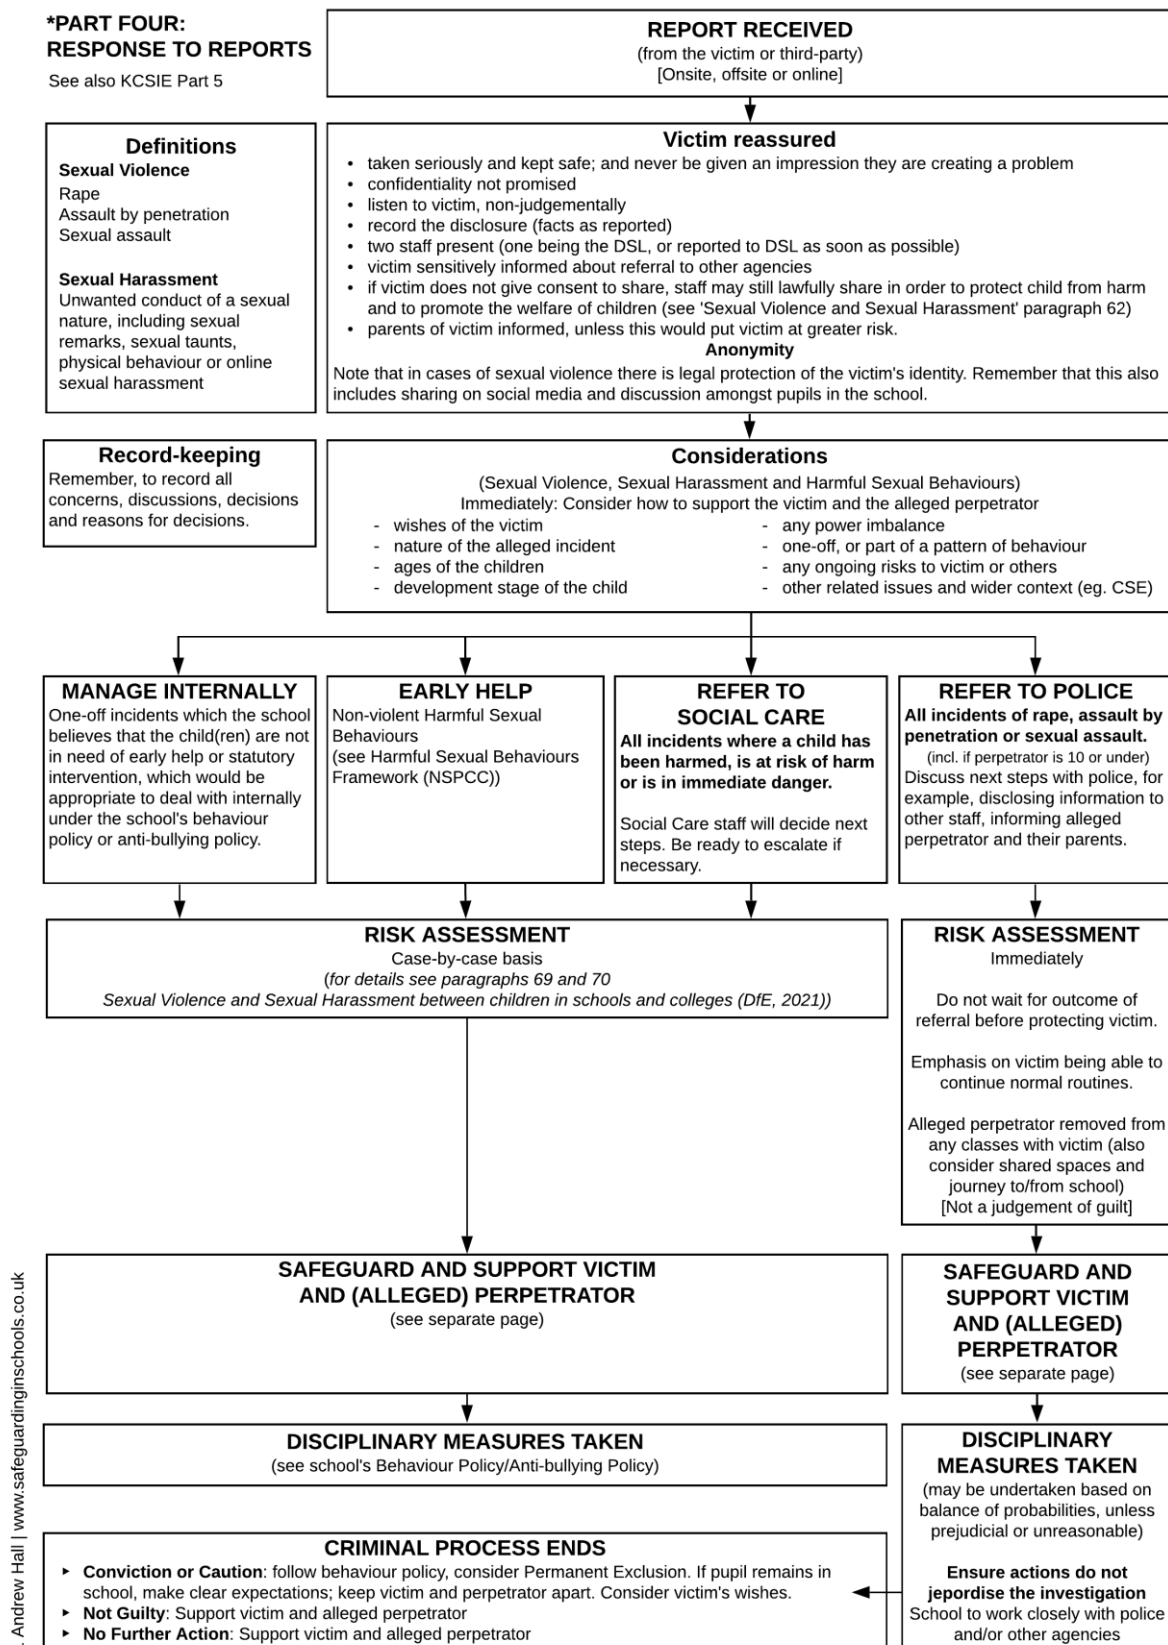 *PART FOUR:
RESPONSE TO REPORTS
See also KCSIE Part 5
REPORT RECEIVED
(from the victim or third-party)
[Onsite, offsite or online]
Definitions
Sexual Violence
Rape
Assault by penetration
Sexual assault
Sexual Harassment
Unwanted conduct of a sexual
nature, including sexual
remarks, sexual taunts,
physical behaviour or online
sexual harassment
Victim reassured
• taken seriously and kept safe; and never be given an impression they are creating a problem
• confidentiality not promised
• listen to victim, non-judgementally
• record the disclosure (facts as reported)
• two staff present (one being the DSL, or reported to DSL as soon as possible)
• victim sensitively informed about referral to other agencies
• if victim does not give consent to share, staff may still lawfully share in order to protect child from harm
and to promote the welfare of children (see 'Sexual Violence and Sexual Harassment' paragraph 62)
• parents of victim informed, unless this would put victim at greater risk.
Anonymity
Note that in cases of sexual violence there is legal protection of the victim's identity. Remember that this also
includes sharing on social media and discussion amongst pupils in the school.
Record-keeping
Remember, to record all
concerns, discussions, decisions
and reasons for decisions.
Considerations
(Sexual Violence, Sexual Harassment and Harmful Sexual Behaviours)
Immediately: Consider how to support the victim and the alleged perpetrator
- wishes of the victim
- nature of the alleged incident
- ages of the children
- development stage of the child
- any power imbalance
- one-off, or part of a pattern of behaviour
- any ongoing risks to victim or others
- other related issues and wider context (eg. CSE)
MANAGE INTERNALLY
One-off incidents which the school
believes that the child(ren) are not
in need of early help or statutory
intervention, which would be
appropriate to deal with internally
under the school's behaviour
policy or anti-bullying policy.
EARLY HELP
Non-violent Harmful Sexual
Behaviours
(see Harmful Sexual Behaviours
Framework (NSPCC))
REFER TO
SOCIAL CARE
All incidents where a child has
been harmed, is at risk of harm
or is in immediate danger.
Social Care staff will decide next
steps. Be ready to escalate if
necessary.
REFER TO POLICE
All incidents of rape, assault by
penetration or sexual assault.
(incl. if perpetrator is 10 or under)
Discuss next steps with police, for
example, disclosing information to
other staff, informing alleged
perpetrator and their parents.
RISK ASSESSMENT
Case-by-case basis
(for details see paragraphs 69 and 70
Sexual Violence and Sexual Harassment between children in schools and colleges (DfE, 2021))
RISK ASSESSMENT
Immediately
Do not wait for outcome of
referral before protecting victim.
Emphasis on victim being able to
continue normal routines.
Alleged perpetrator removed from
any classes with victim (also
consider shared spaces and
journey to/from school)
[Not a judgement of guilt]
SAFEGUARD AND SUPPORT VICTIM
AND (ALLEGED) PERPETRATOR
(see separate page)
SAFEGUARD AND
SUPPORT VICTIM
AND (ALLEGED)
PERPETRATOR
(see separate page)
DISCIPLINARY MEASURES TAKEN
(see school's Behaviour Policy/Anti-bullying Policy)
DISCIPLINARY
MEASURES TAKEN
(may be undertaken based on
balance of probabilities, unless
prejudicial or unreasonable)
Ensure actions do not
jepordise the investigation
School to work closely with police
and/or other agencies
CRIMINAL PROCESS ENDS
▸ Conviction or Caution: follow behaviour policy, consider Permanent Exclusion. If pupil remains in
school, make clear expectations; keep victim and perpetrator apart. Consider victim's wishes.
▸ Not Guilty: Support victim and alleged perpetrator
▸ No Further Action: Support victim and alleged perpetrator
. Andrew Hall | www.safeguardinginschools.co.uk